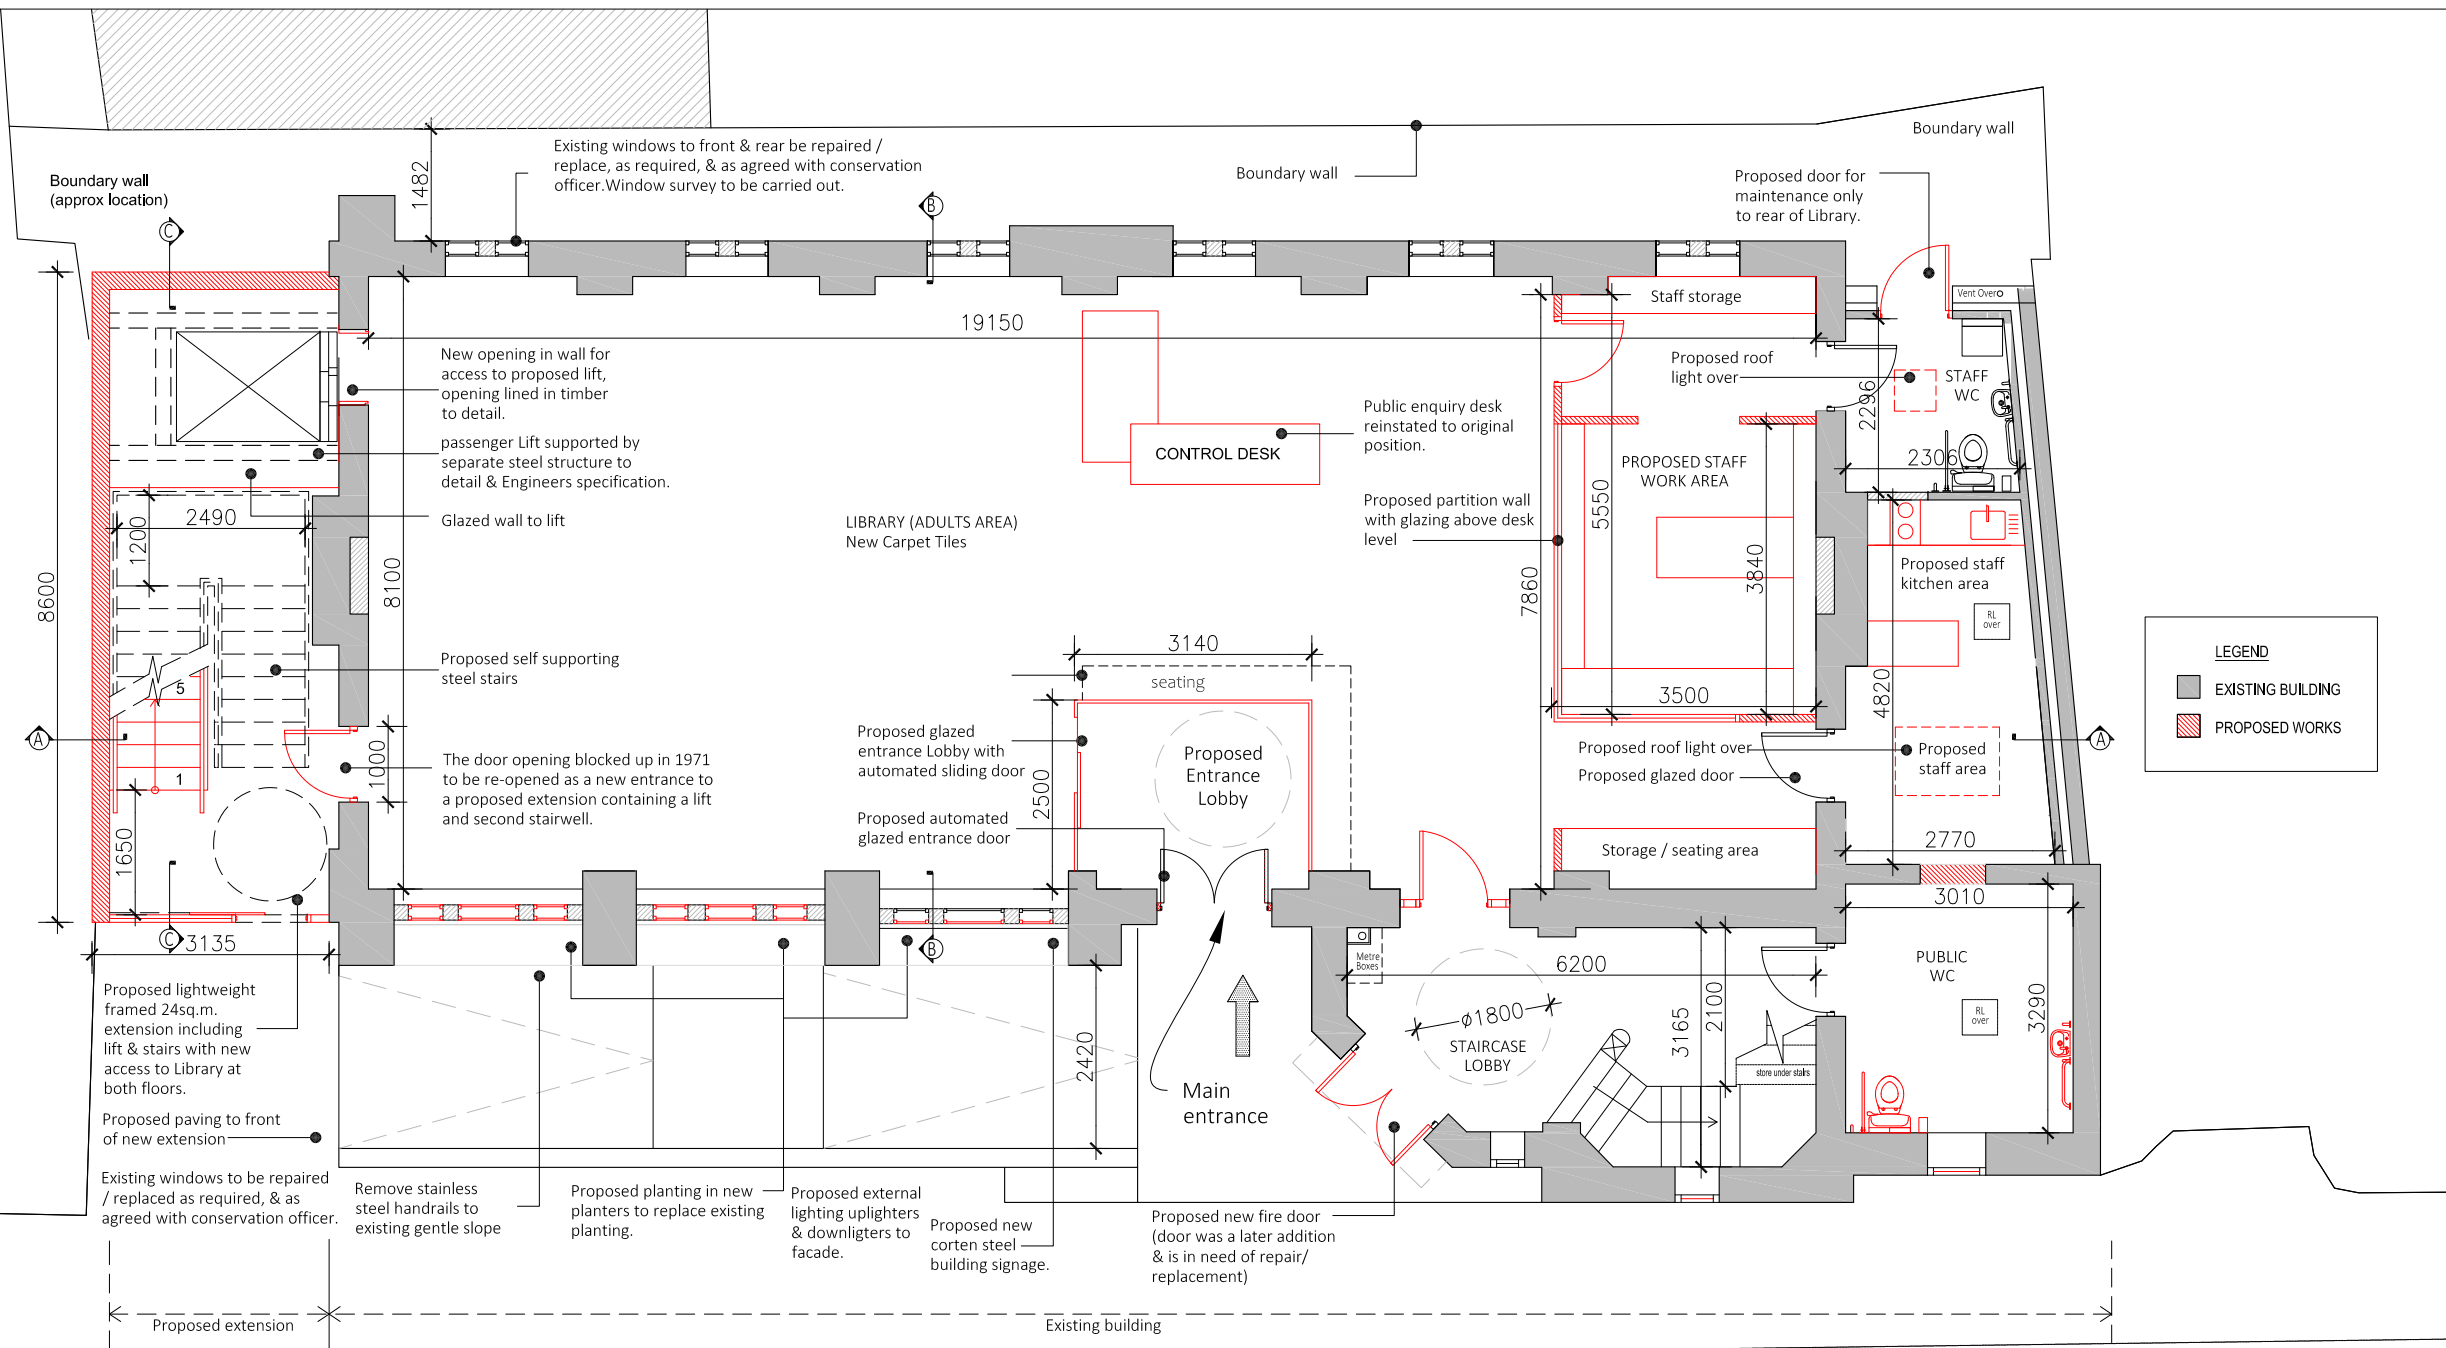 Existing windows to front & rear be repaired /
replace, as required, & as agreed with conservation
officer.Window survey to be carried out.
1482
Boundary wall
(approx location)
Boundary wall
Boundary wall
Proposed door for
maintenance only
to rear of Library.
C
B
Vent Over
Staff storage
19150
New opening in wall for
access to proposed lift,
opening lined in timber
to detail.
Proposed roof
light over
STAFF
WC
2296
2306
Public enquiry desk
reinstated to original
position.
CONTROL DESK
passenger Lift supported by
separate steel structure to
detail & Engineers specification.
PROPOSED STAFF
WORK AREA
Glazed wall to lift
2490
1200
LIBRARY (ADULTS AREA)
New Carpet Tiles
Proposed partition wall
with glazing above desk
level
5550
3840
7860
8600
8100
Proposed staff
kitchen area
RL
over
4820
Proposed self supporting
steel stairs
3140
seating
3500
5
1
A
1000
The door opening blocked up in 1971
to be re-opened as a new entrance to
a proposed extension containing a lift
and second stairwell.
Proposed glazed
entrance Lobby with
automated sliding door
Proposed automated
glazed entrance door
2500
Proposed
Entrance
Lobby
Proposed roof light over
Proposed glazed door
Proposed
staff area
A
LEGEND
EXISTING BUILDING
PROPOSED WORKS
1650
Storage / seating area
2770
3010
C
3135
B
Metre
Boxes
6200
PUBLIC
WC
RL
over
3290
Proposed lightweight
framed 24sq.m.
extension including
lift & stairs with new
access to Library at
both floors.
2420
ø1800
STAIRCASE
LOBBY
3165
2100
store under stairs
Main
entrance
Proposed paving to front
of new extension
Existing windows to be repaired
/ replaced as required, & as
agreed with conservation officer.
Remove stainless
steel handrails to
existing gentle slope
Proposed planting in new
planters to replace existing
planting.
Proposed external
lighting uplighters
& downligters to
facade.
Proposed new
corten steel
building signage.
Proposed new fire door
(door was a later addition
& is in need of repair/
replacement)
Proposed extension
Existing building